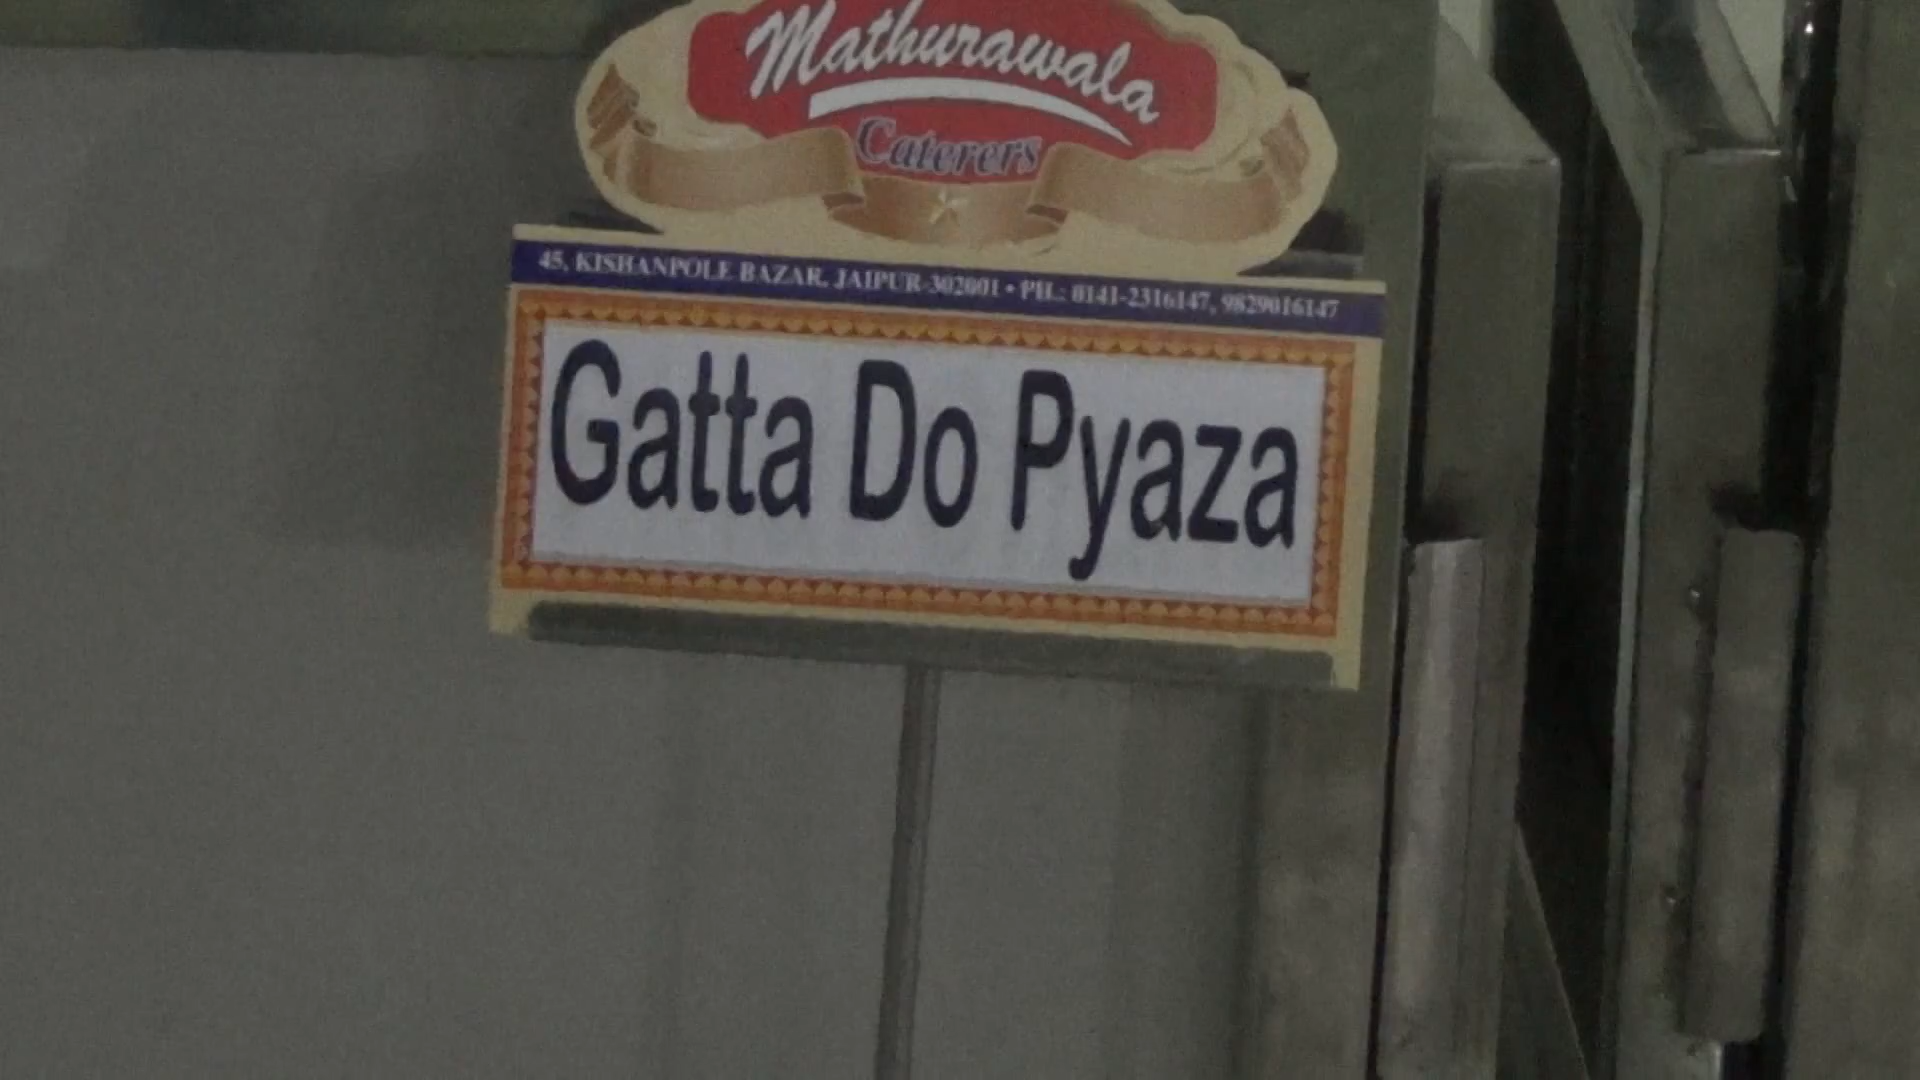 Mathurawala
Caterers
45, KISHANPOLE BAZAR, JAIPUR-302001 • PH.: 0141-2316147, 9829016147
Gatta Do Pyaza